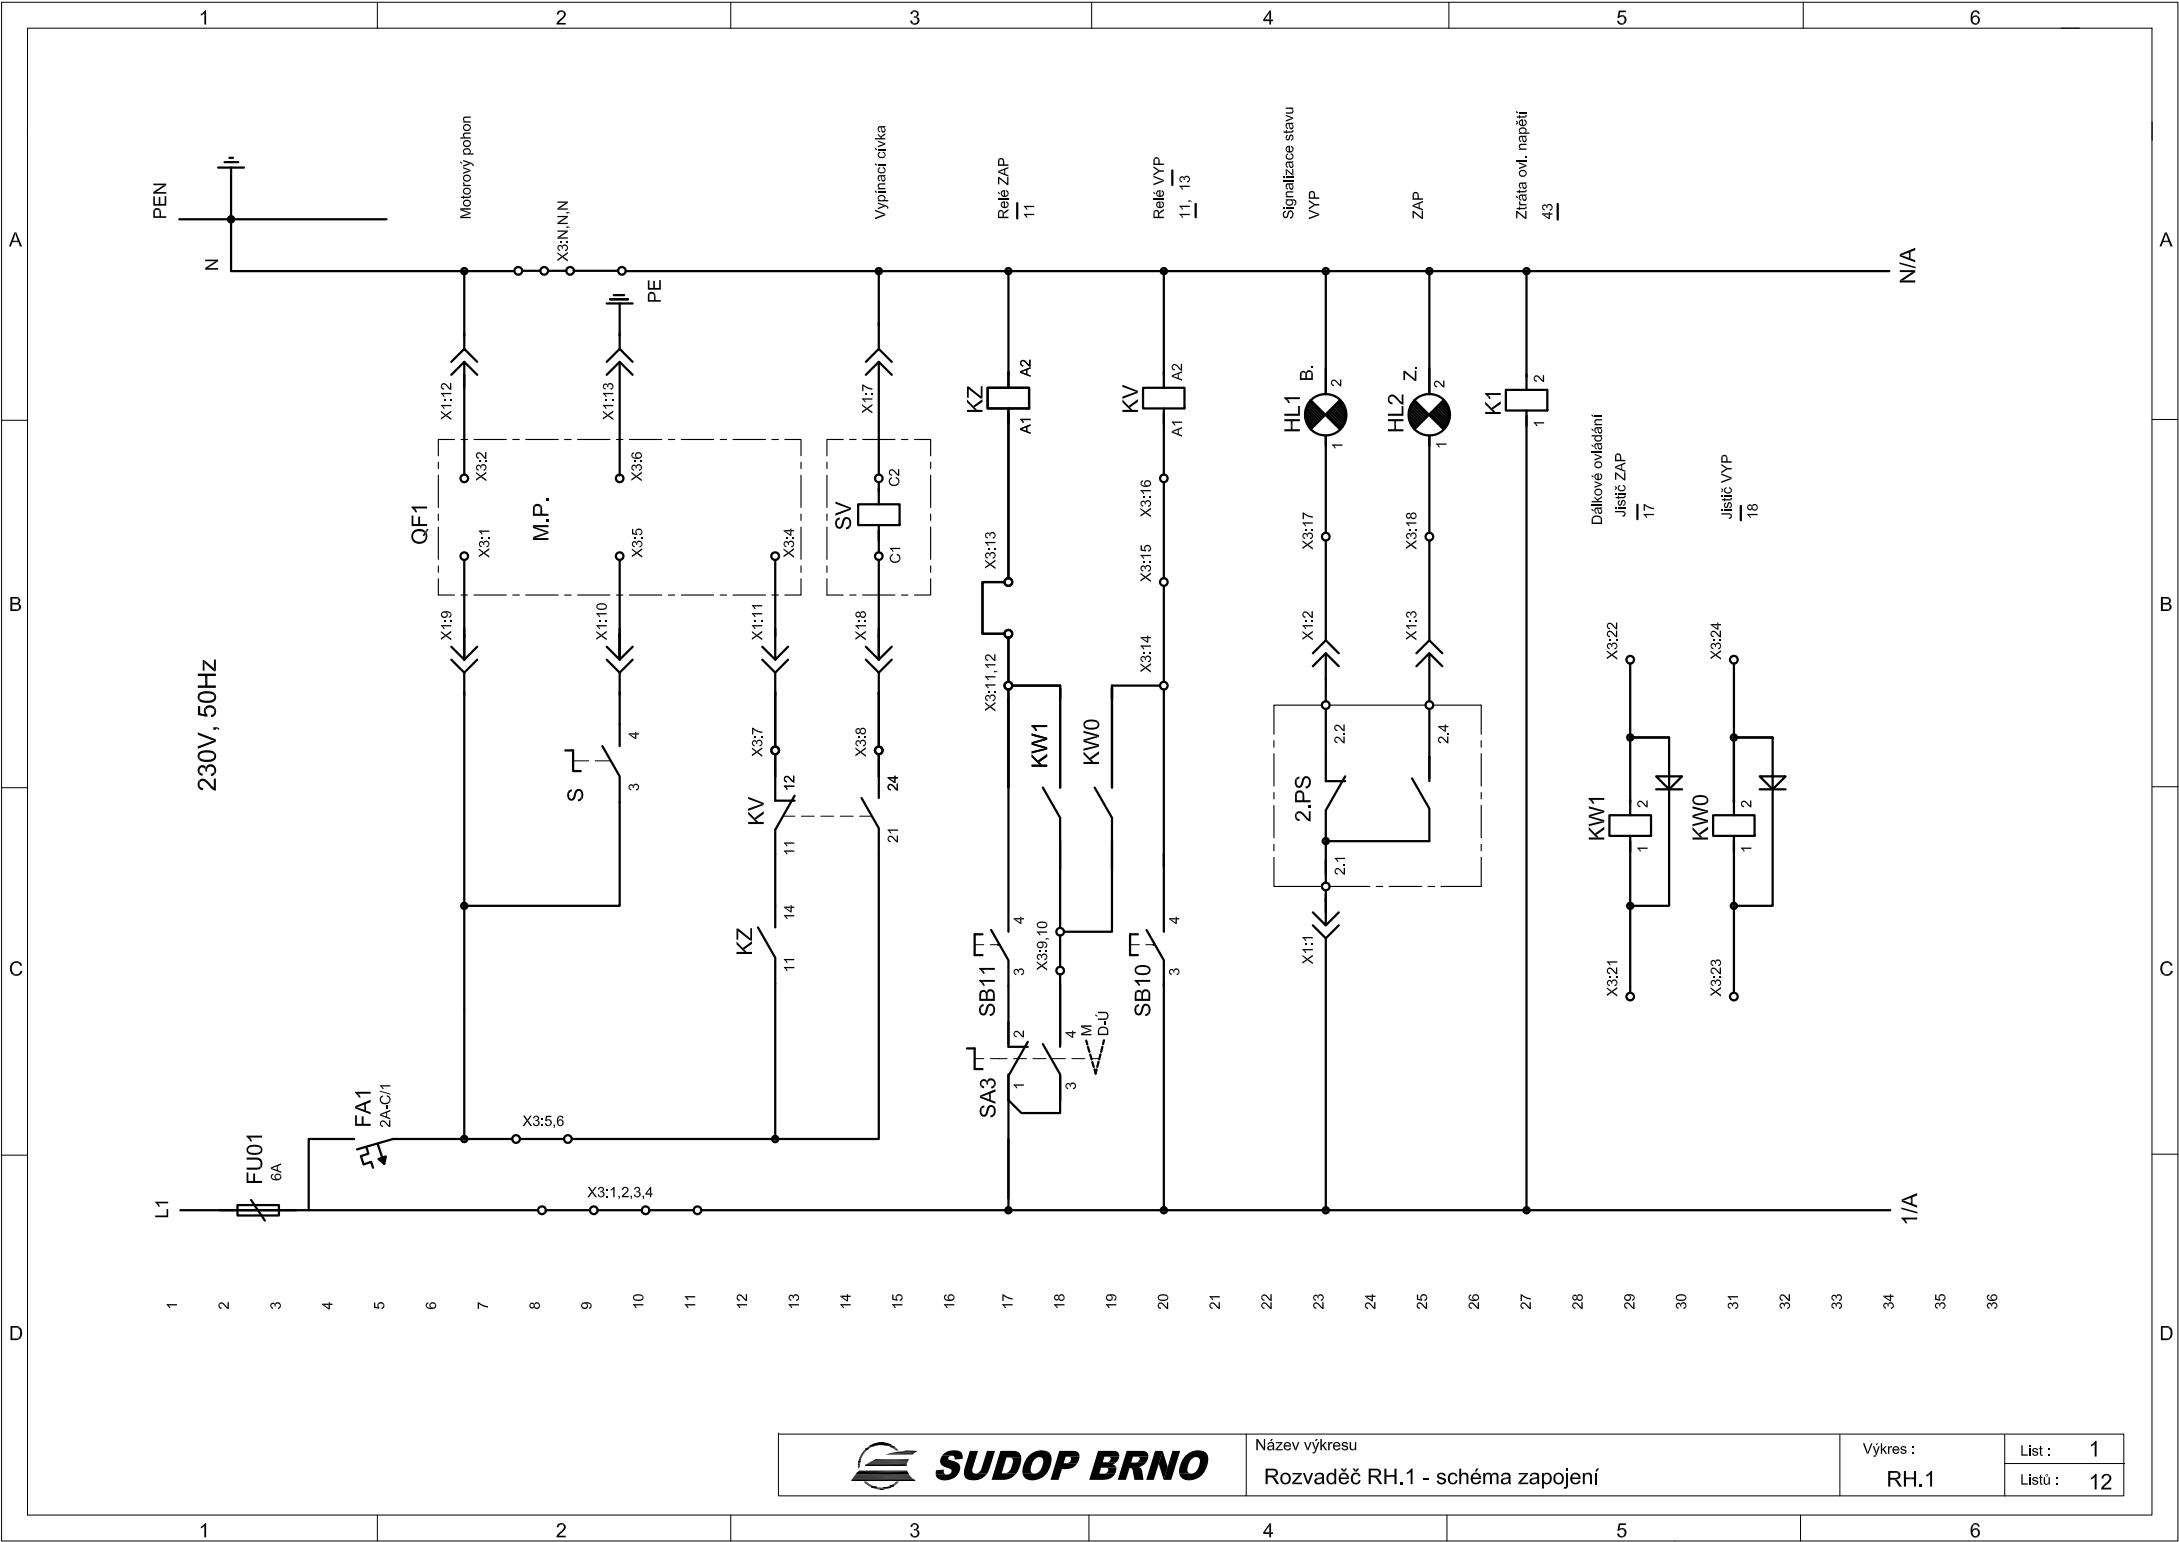 1 2 3 4 5 6
A
B
C
D
A
B
C
D
PEN
N
Motorový pohon
X3:N,N,N
PE
Vypínací cívka
Relé ZAP
11
Relé VYP
11, 13
Signalizace stavu
VYP
ZAP
Ztráta ovl. napětí
43
N/A
X1:12
X1:13
X1:7
KZ
A1
A2
KV
A1
A2
HL1
B.
1
2
HL2
Z.
1
2
K1
1
2
QF1
M.P.
X3:2
X3:6
X3:1
X3:5
X3:4
SV
C2
C1
X1:9
X1:10
X1:11
X1:8
X3:13
X3:11,12
X3:16
X3:15
X3:14
X3:17
X3:18
X1:2
X1:3
Dálkové ovládání
Jistič ZAP
17
Jistič VYP
18
X3:22
X3:24
230V, 50Hz
S
4
3
X3:7
X3:8
KV
12
11
24
21
KZ
14
11
KW1
KW0
2.PS
2.2
2.4
2.1
X1:1
KW1
1
2
KW0
1
2
X3:21
X3:23
SB11
4
3
X3:9,10
SB10
4
3
SA3
2
1
4
3
M
D-Ú
L1
FU01
6A
FA1
2A-C/1
X3:5,6
X3:1,2,3,4
1/A
1 2 3 4 5 6 7 8 9 10 11 12 13 14 15 16 17 18 19 20 21 22 23 24 25 26 27 28 29 30 31 32 33 34 35 36
SUDOP BRNO
Název výkresu
Rozvaděč RH.1 - schéma zapojení
Výkres :
RH.1
List : 1
Listů : 12
1 2 3 4 5 6